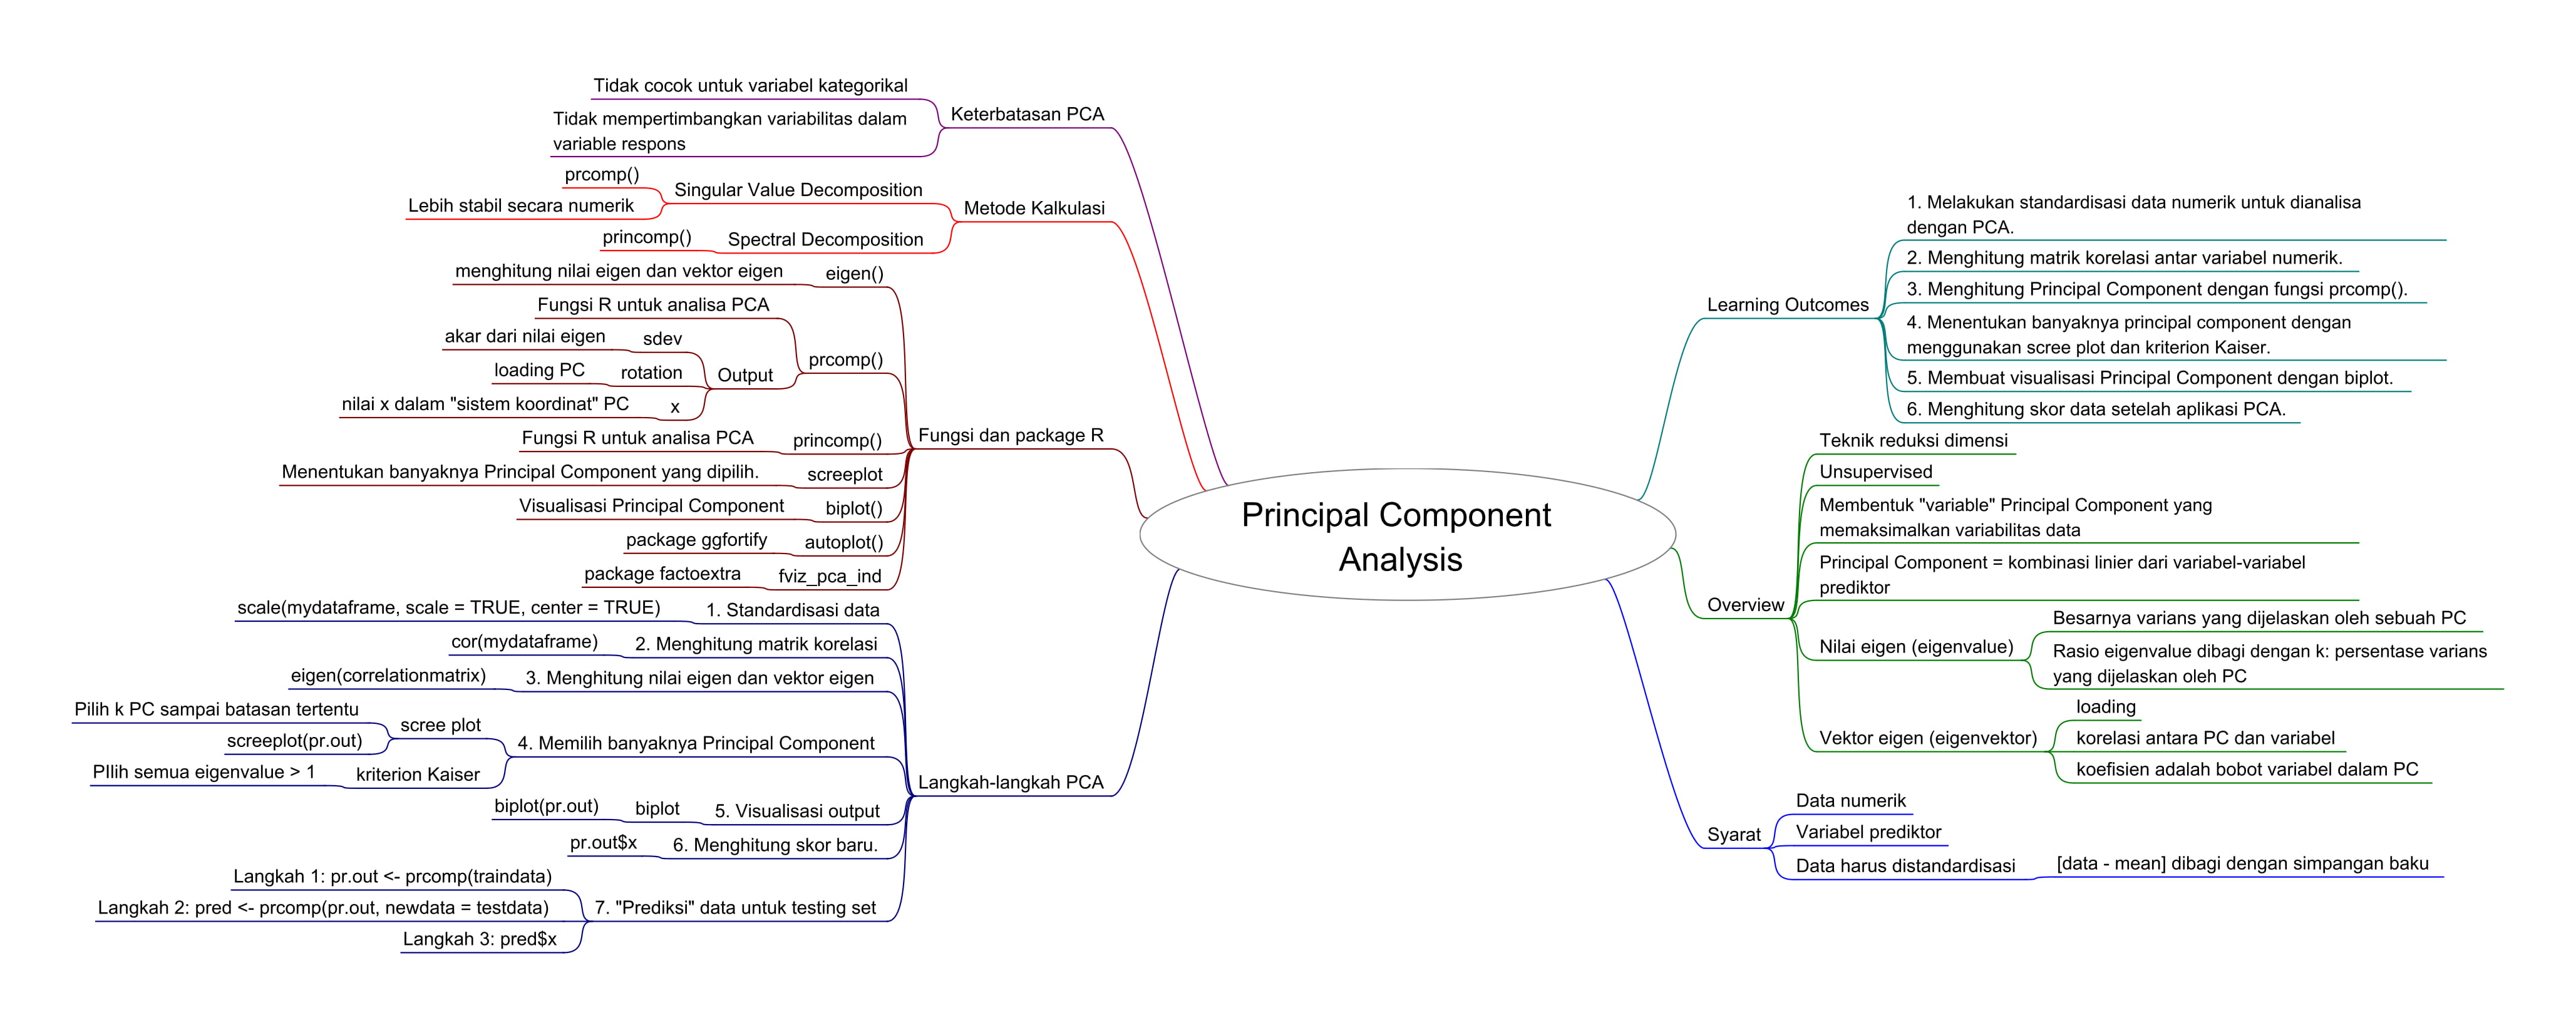 Principal Component
Analysis
Learning Outcomes
1. Melakukan standardisasi data numerik untuk dianalisa
dengan PCA.
2. Menghitung matrik korelasi antar variabel numerik.
3. Menghitung Principal Component dengan fungsi prcomp().
4. Menentukan banyaknya principal component dengan
menggunakan scree plot dan kriterion Kaiser.
5. Membuat visualisasi Principal Component dengan biplot.
6. Menghitung skor data setelah aplikasi PCA.
Overview
Teknik reduksi dimensi
Unsupervised
Membentuk "variable" Principal Component yang
memaksimalkan variabilitas data
Principal Component = kombinasi linier dari variabel-variabel
prediktor
Nilai eigen (eigenvalue)
Besarnya varians yang dijelaskan oleh sebuah PC
Rasio eigenvalue dibagi dengan k: persentase varians
yang dijelaskan oleh PC
Vektor eigen (eigenvektor)
loading
korelasi antara PC dan variabel
koefisien adalah bobot variabel dalam PC
Syarat
Data numerik
Variabel prediktor
Data harus distandardisasi
[data - mean] dibagi dengan simpangan baku
Keterbatasan PCA
Tidak cocok untuk variabel kategorikal
Tidak mempertimbangkan variabilitas dalam
variable respons
Metode Kalkulasi
Singular Value Decomposition
prcomp()
Lebih stabil secara numerik
Spectral Decomposition
princomp()
Fungsi dan package R
eigen()
menghitung nilai eigen dan vektor eigen
prcomp()
Fungsi R untuk analisa PCA
Output
sdev
akar dari nilai eigen
rotation
loading PC
x
nilai x dalam "sistem koordinat" PC
princomp()
Fungsi R untuk analisa PCA
screeplot
Menentukan banyaknya Principal Component yang dipilih.
biplot()
Visualisasi Principal Component
autoplot()
package ggfortify
fviz_pca_ind
package factoextra
Langkah-langkah PCA
1. Standardisasi data
scale(mydataframe, scale = TRUE, center = TRUE)
2. Menghitung matrik korelasi
cor(mydataframe)
3. Menghitung nilai eigen dan vektor eigen
eigen(correlationmatrix)
4. Memilih banyaknya Principal Component
scree plot
Pilih k PC sampai batasan tertentu
screeplot(pr.out)
kriterion Kaiser
PIlih semua eigenvalue > 1
5. Visualisasi output
biplot
biplot(pr.out)
6. Menghitung skor baru.
pr.out$x
7. "Prediksi" data untuk testing set
Langkah 1: pr.out <- prcomp(traindata)
Langkah 2: pred <- prcomp(pr.out, newdata = testdata)
Langkah 3: pred$x